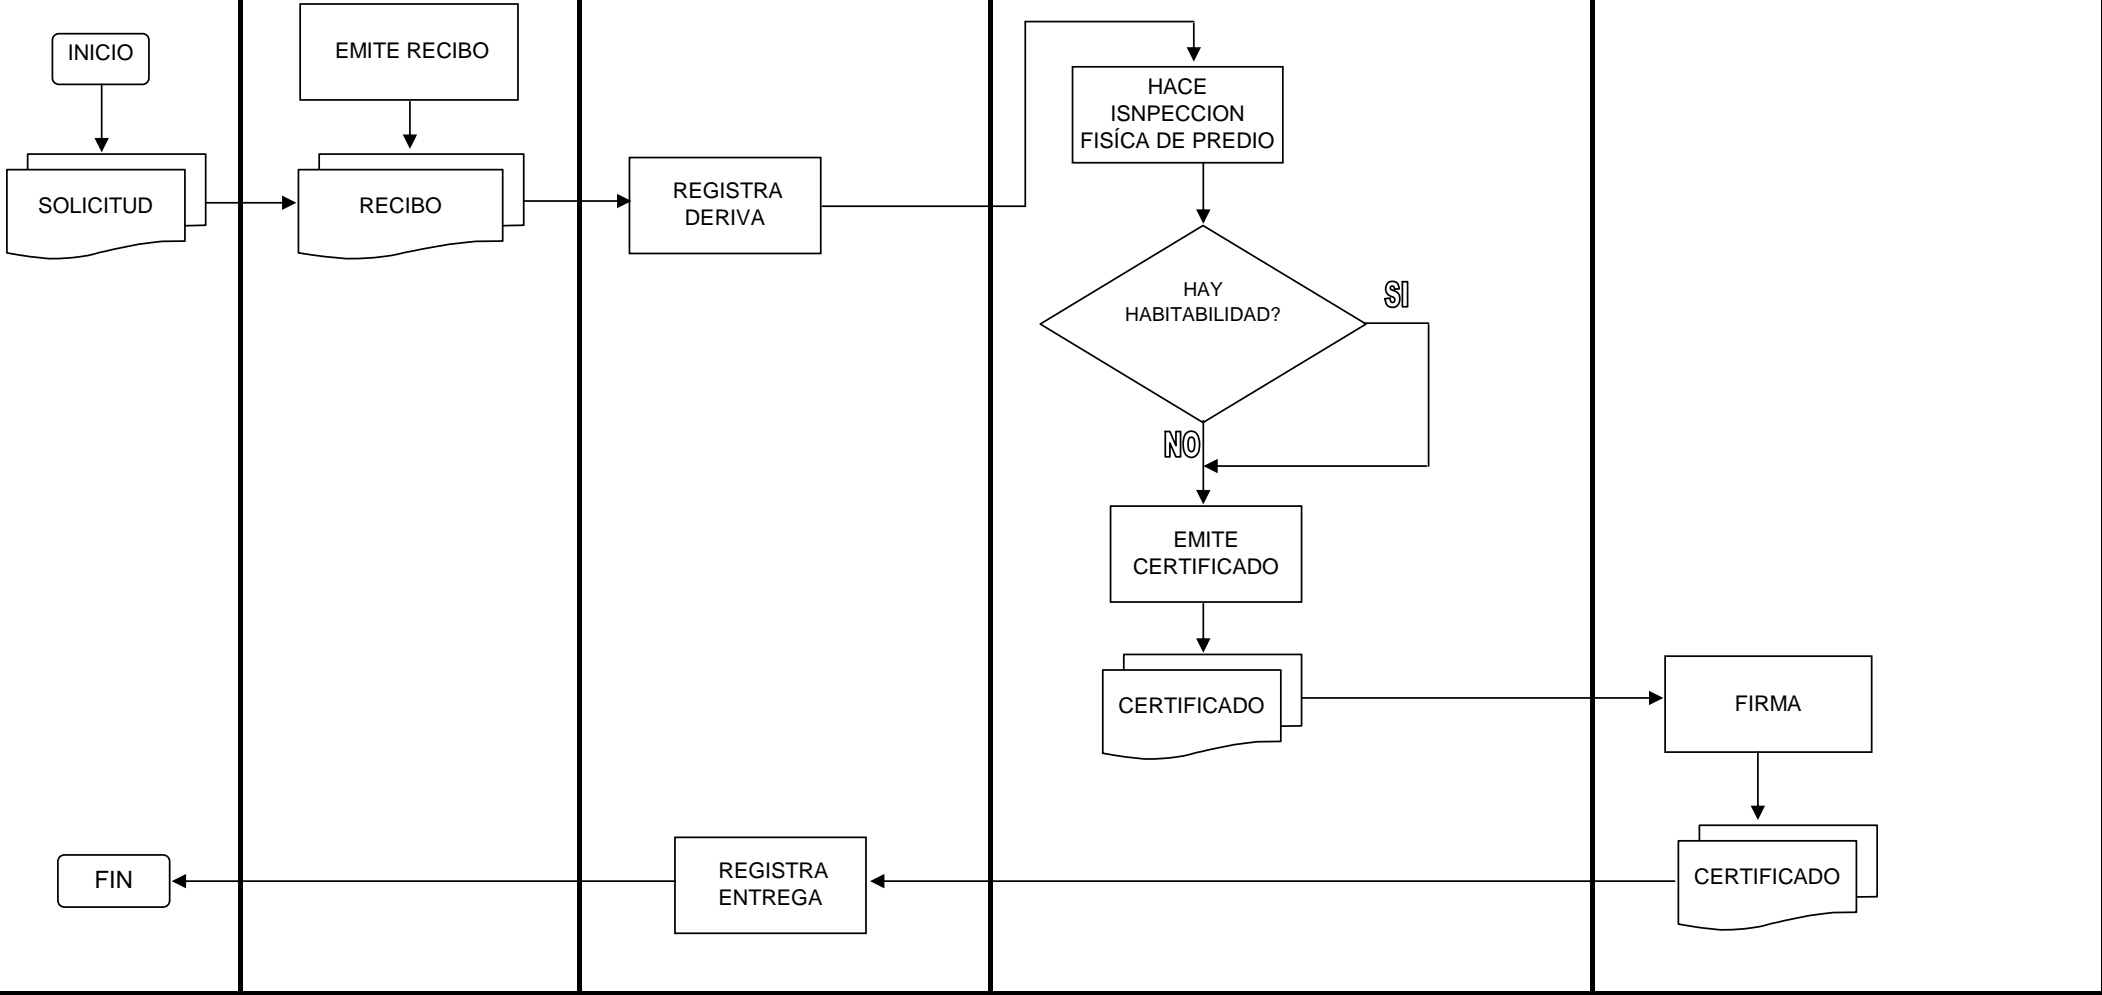 INICIO
EMITE RECIBO
HACE
ISNPECCION
FISÍCA DE PREDIO
SOLICITUD
RECIBO
REGISTRA
DERIVA
HAY
HABITABILIDAD?
SI
NO
EMITE
CERTIFICADO
CERTIFICADO
FIRMA
CERTIFICADO
REGISTRA
ENTREGA
FIN